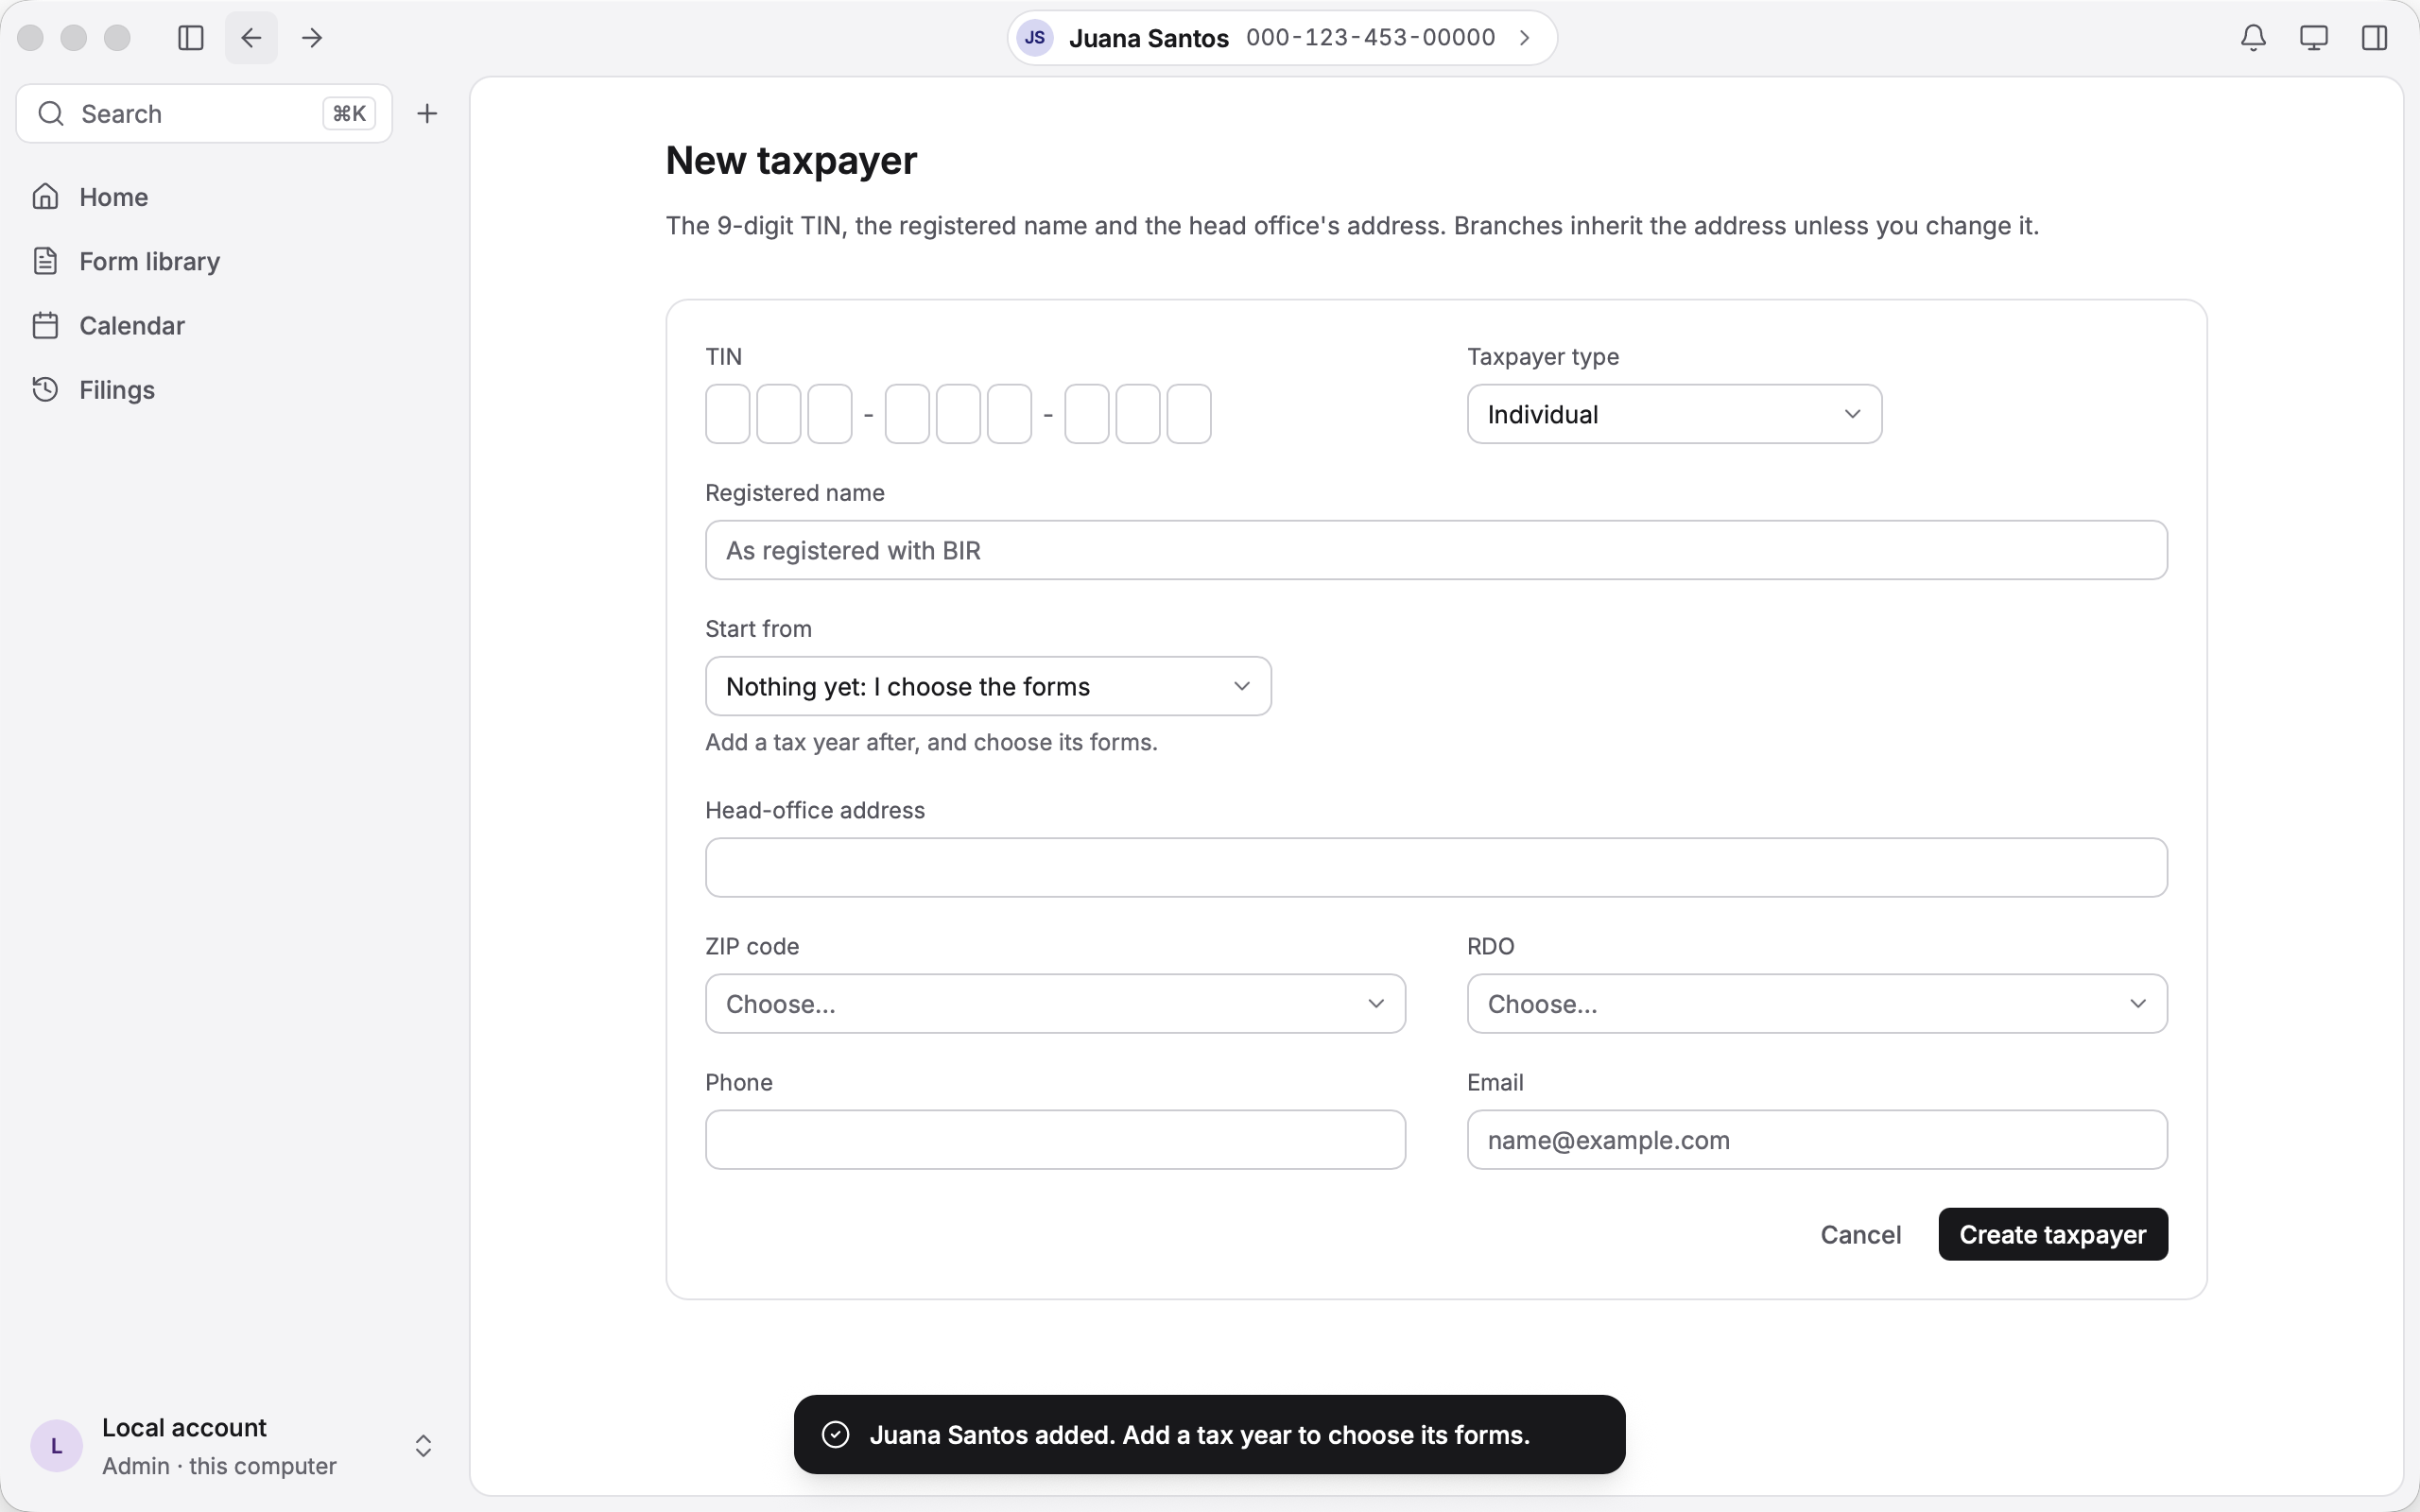 JS Juana Santos 000-123-453-00000
Search ⌘K
Home
Form library
Calendar
Filings
New taxpayer
The 9-digit TIN, the registered name and the head office's address. Branches inherit the address unless you change it.
TIN
Taxpayer type
- -
Individual
Registered name
As registered with BIR
Start from
Nothing yet: I choose the forms
Add a tax year after, and choose its forms.
Head-office address
ZIP code
RDO
Choose...
Choose...
Phone
Email
name@example.com
Cancel
Create taxpayer
Juana Santos added. Add a tax year to choose its forms.
L
Local account
Admin · this computer